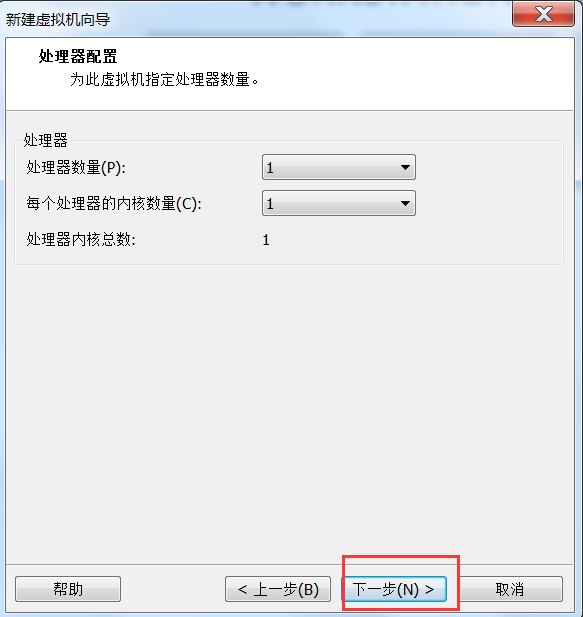 新建虚拟机向导
处理器配置
为此虚拟机指定处理器数量。
处理器
处理器数量(P):
1
每个处理器的内核数量(C):
1
处理器内核总数:
1
帮助
< 上一步(B)
下一步(N) >
取消